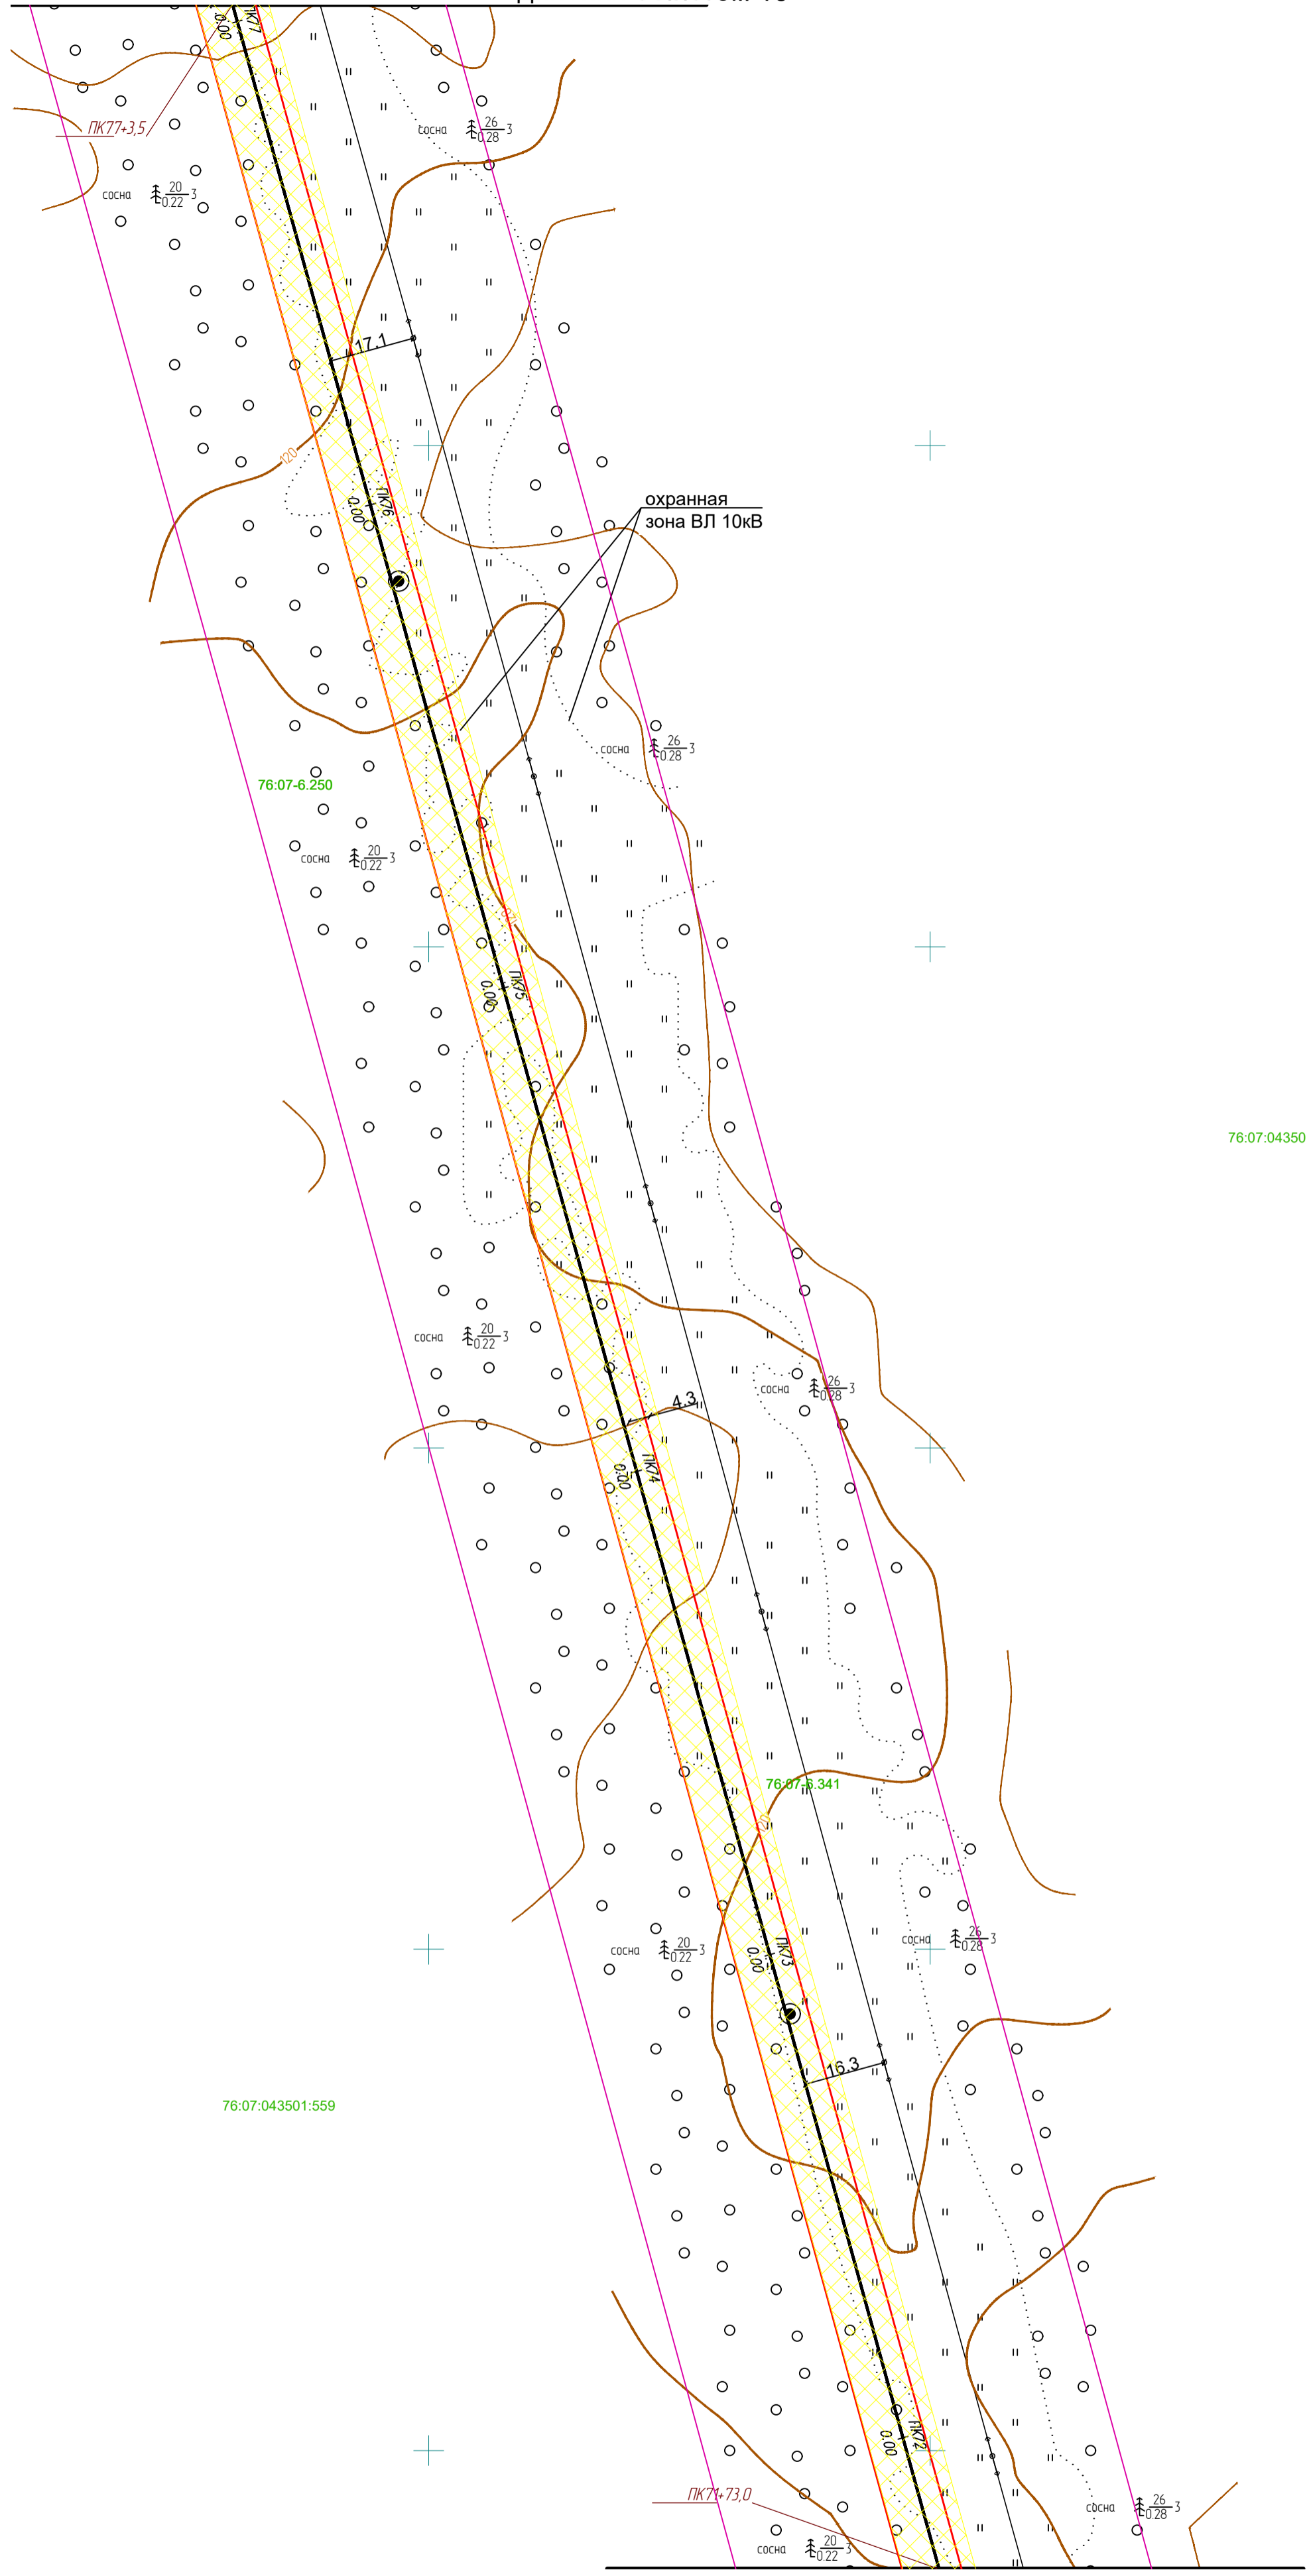 ПК77
0.00
ПК77+3,5
сосна 26 0.28 3
сосна 20 0.22 3
17.1
120
охранная
зона ВЛ 10кВ
ПК76
0.00
сосна 26 0.28 3
76:07-6.250
сосна 20 0.22 3
ПК75
0.00
76:07:04350
сосна 20 0.22 3
сосна 26 0.28 3
4.3
ПК74
0.00
76:07-6.341
120
сосна 26 0.28 3
сосна 20 0.22 3
ПК73
0.00
16.3
76:07:043501:559
ПК72
0.00
ПК71+73,0
сосна 26 0.28 3
сосна 20 0.22 3